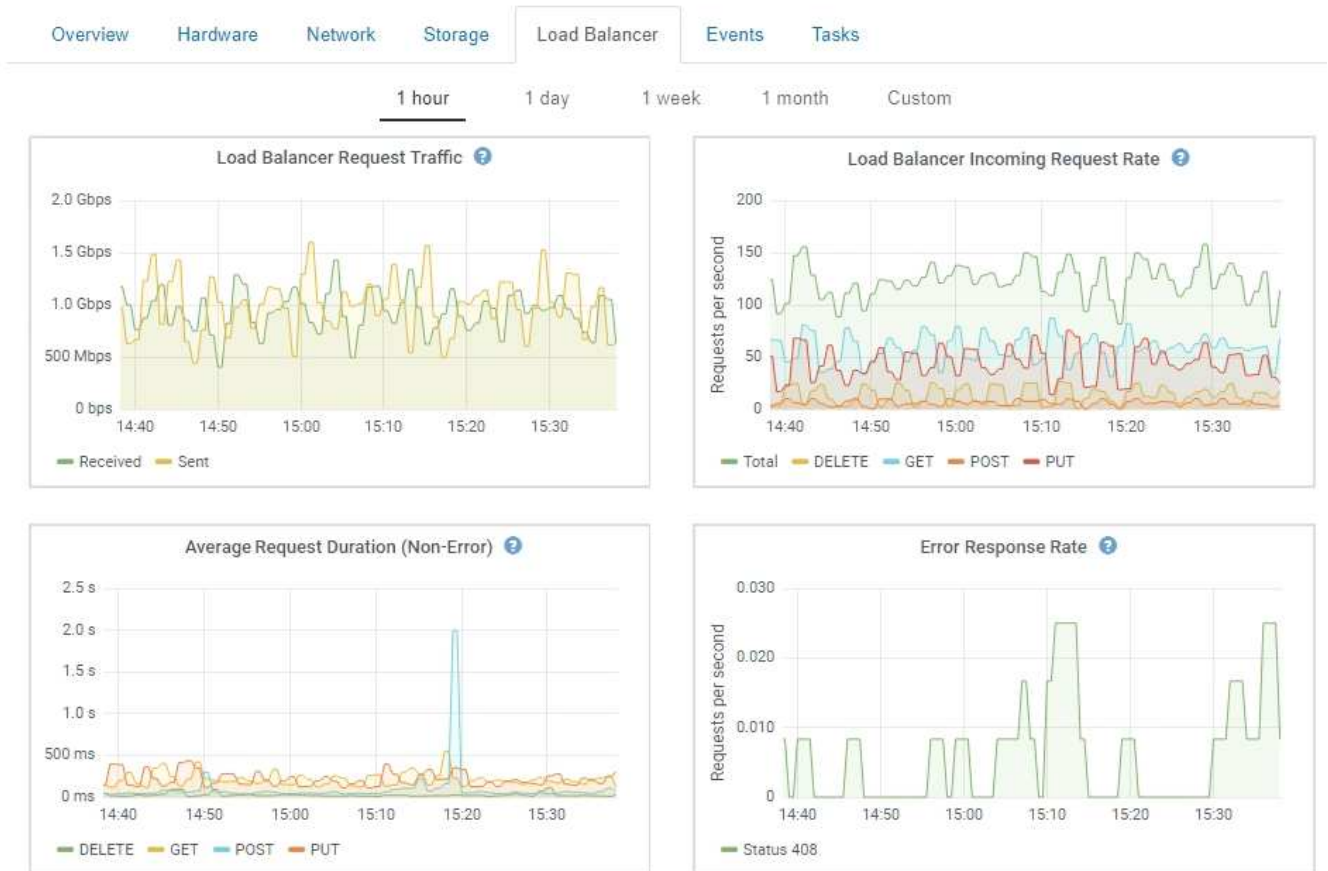 Overview Hardware Network Storage Load Balancer Events Tasks
1 hour 1 day 1 week 1 month Custom
Load Balancer Request Traffic ?
2.0 Gbps
1.5 Gbps
1.0 Gbps
500 Mbps
0 bps
14:40 14:50 15:00 15:10 15:20 15:30
Received Sent
Load Balancer Incoming Request Rate ?
Requests per second
200
150
100
50
0
14:40 14:50 15:00 15:10 15:20 15:30
Total DELETE GET POST PUT
Average Request Duration (Non-Error) ?
2.5 s
2.0 s
1.5 s
1.0 s
500 ms
0 ms
14:40 14:50 15:00 15:10 15:20 15:30
DELETE GET POST PUT
Error Response Rate ?
Requests per second
0.030
0.020
0.010
0
14:40 14:50 15:00 15:10 15:20 15:30
Status 408